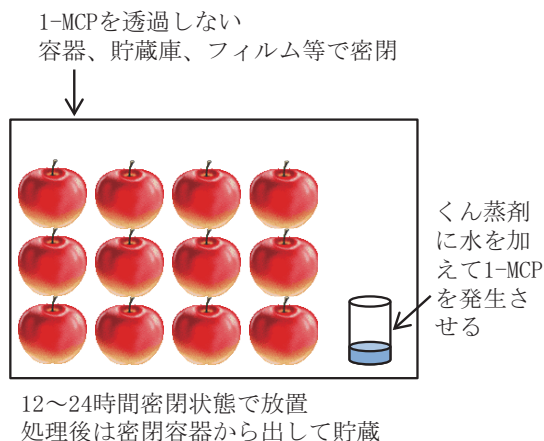 1-MCPを透過しない
容器、貯蔵庫、フィルム等で密閉
くん蒸剤
に水を加
えて1-MCP
を発生さ
せる
12～24時間密閉状態で放置
処理後は密閉容器から出して貯蔵